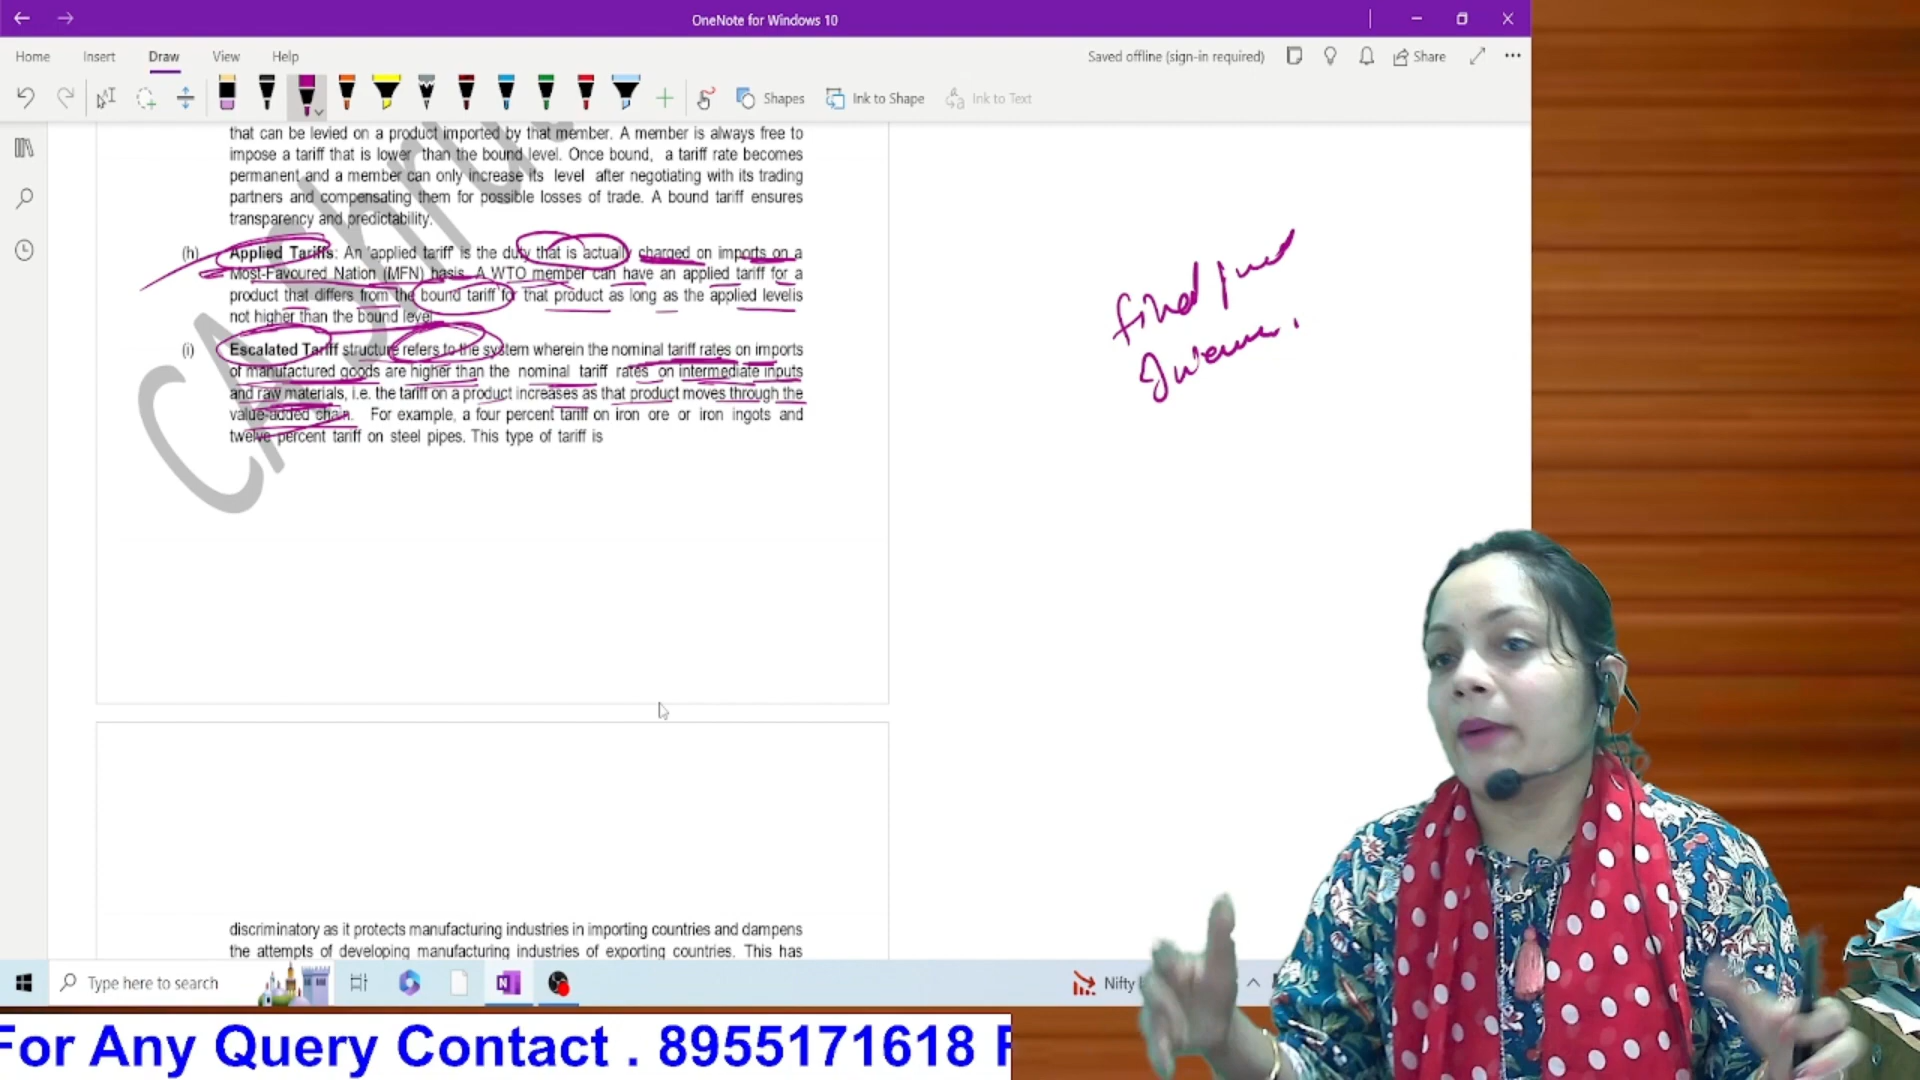 OneNote for Windows 10
Home Insert Draw View Help
Saved offline (sign-in required)
Share
Shapes
Ink to Shape
Ink to Text
that can be levied on a product imported by that member. A member is always free to
impose a tariff that is lower than the bound level. Once bound, a tariff rate becomes
permanent and a member can only increase its level after negotiating with its trading
partners and compensating them for possible losses of trade. A bound tariff ensures
transparency and predictability.
(h) Applied Tariffs: An 'applied tariff' is the duty that is actually charged on imports on a
Most-Favoured Nation (MFN) basis. A WTO member can have an applied tariff for a
product that differs from the bound tariff for that product as long as the applied levelis
not higher than the bound level.
(i) Escalated Tariff structure refers to the system wherein the nominal tariff rates on imports
of manufactured goods are higher than the nominal tariff rates on intermediate inputs
and raw materials, i.e. the tariff on a product increases as that product moves through the
value-added chain. For example, a four percent tariff on iron ore or iron ingots and
twelve percent tariff on steel pipes. This type of tariff is
discriminatory as it protects manufacturing industries in importing countries and dampens
the attempts of developing manufacturing industries of exporting countries. This has
Type here to search
Nifty
For Any Query Contact . 8955171618